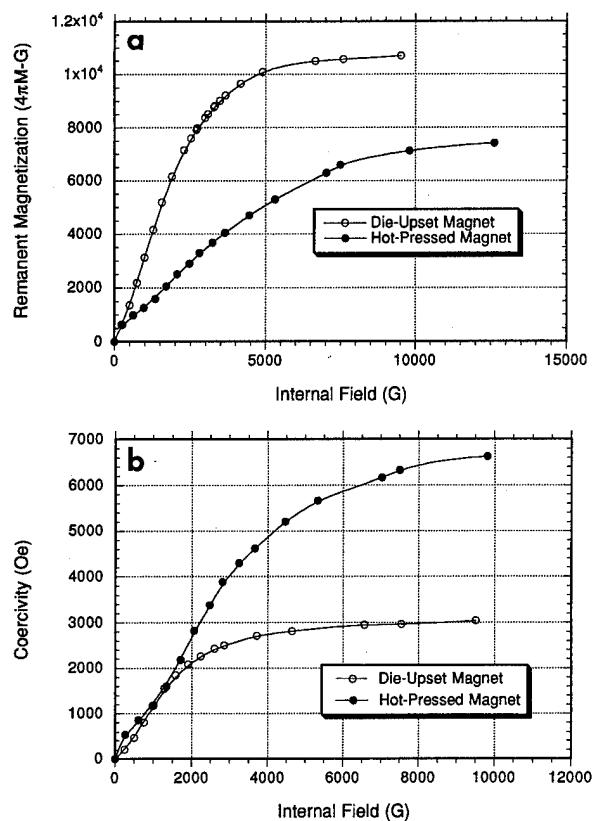 a
Remanent Magnetization (4πM-G)
1.2x10⁴
1x10⁴
8000
6000
4000
2000
0
Die-Upset Magnet
Hot-Pressed Magnet
0 5000 10000 15000
Internal Field (G)
b
Coercivity (Oe)
7000
6000
5000
4000
3000
2000
1000
0
Die-Upset Magnet
Hot-Pressed Magnet
0 2000 4000 6000 8000 10000 12000
Internal Field (G)